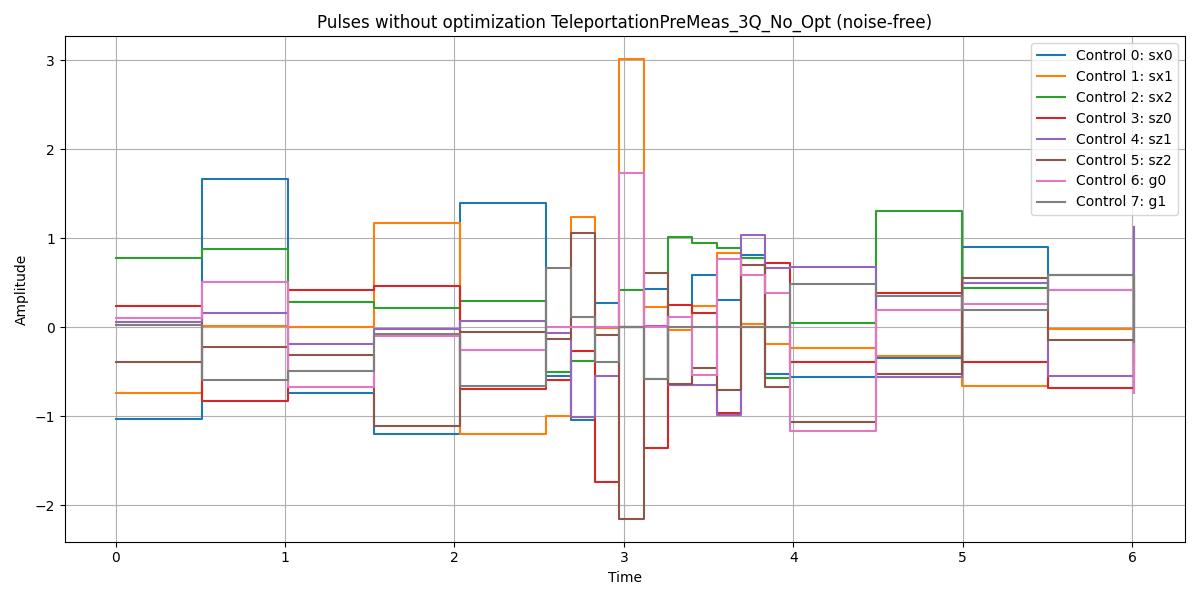 Pulses without optimization TeleportationPreMeas_3Q_No_Opt (noise-free)
Control 0: sx0
Control 1: sx1
Control 2: sx2
Control 3: sz0
Control 4: sz1
Control 5: sz2
Control 6: g0
Control 7: g1
Amplitude
3
2
1
0
−1
−2
0 1 2 3 4 5 6
Time